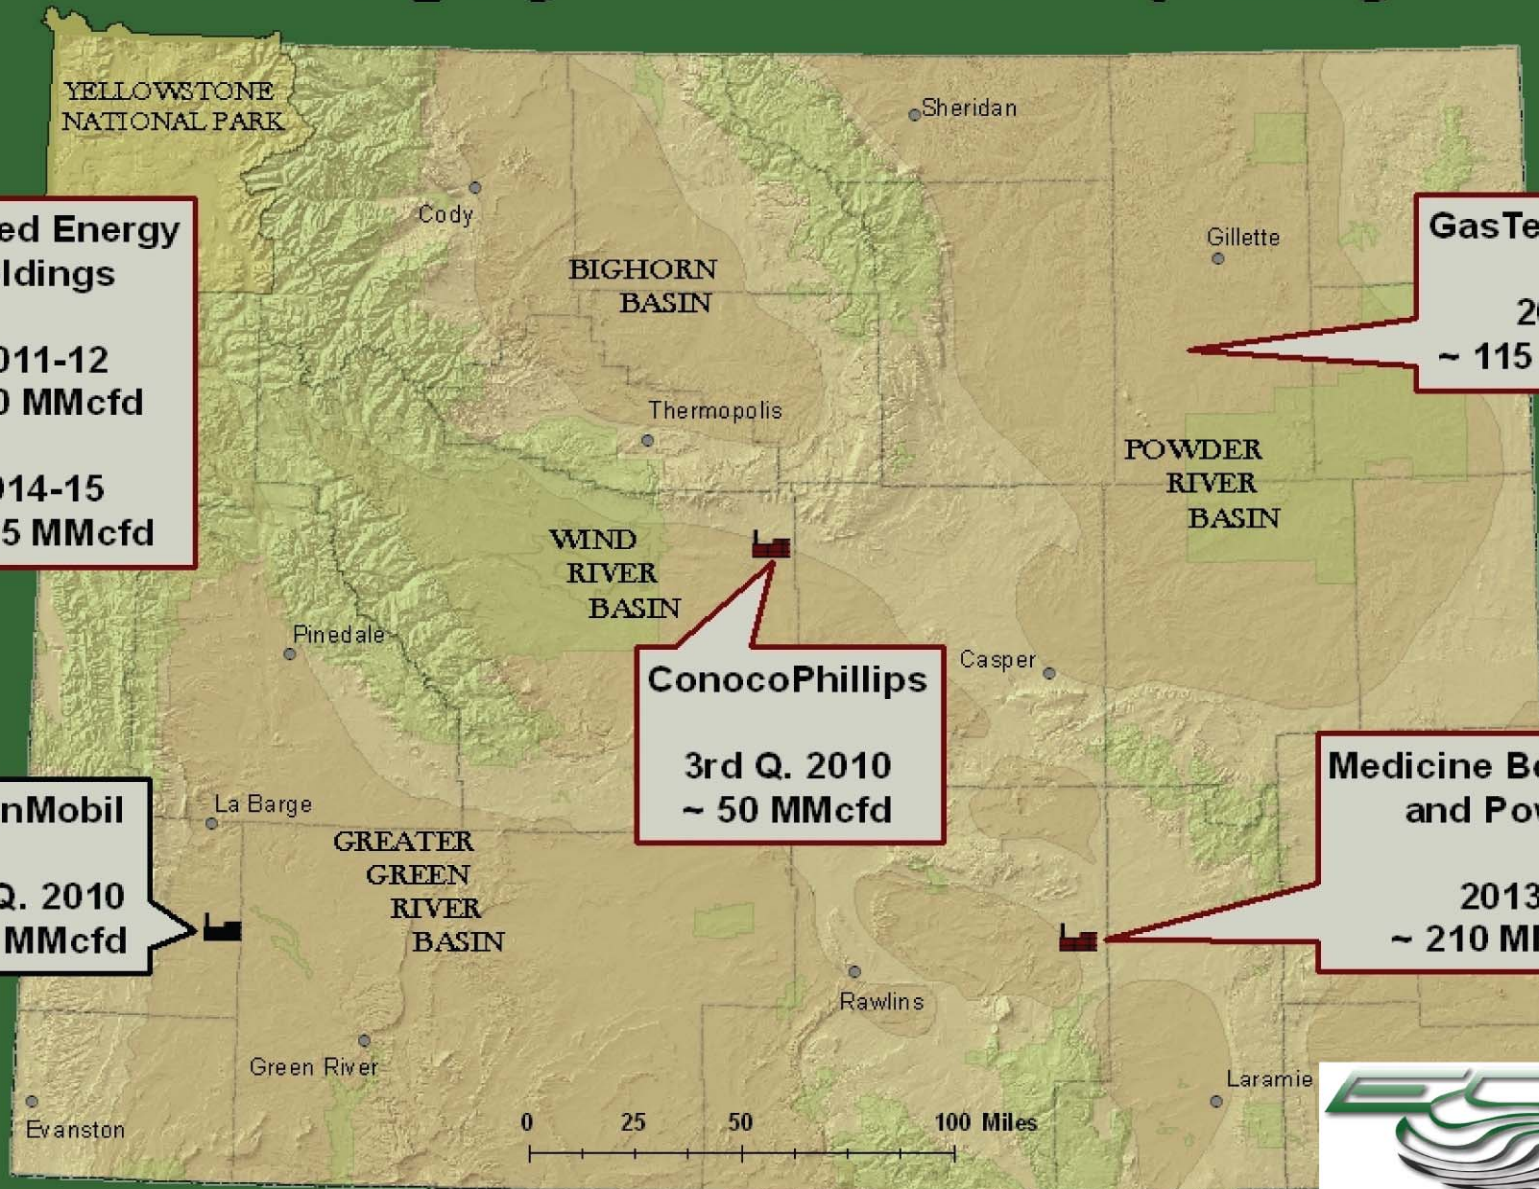 YELLOWSTONE
NATIONAL PARK
Sheridan
Cody
Gillette
ed Energy
ldings
011-12
0 MMcfd
014-15
5 MMcfd
BIGHORN
BASIN
GasTe
~ 115
Thermopolis
POWDER
RIVER
BASIN
WIND
RIVER
BASIN
Pinedale
Casper
ConocoPhillips
3rd Q. 2010
~ 50 MMcfd
Medicine Bo
and Pow
2013
~ 210 M
nMobil
Q. 2010
MMcfd
La Barge
GREATER
GREEN
RIVER
BASIN
Rawlins
Green River
Laramie
Evanston
0 25 50 100 Miles